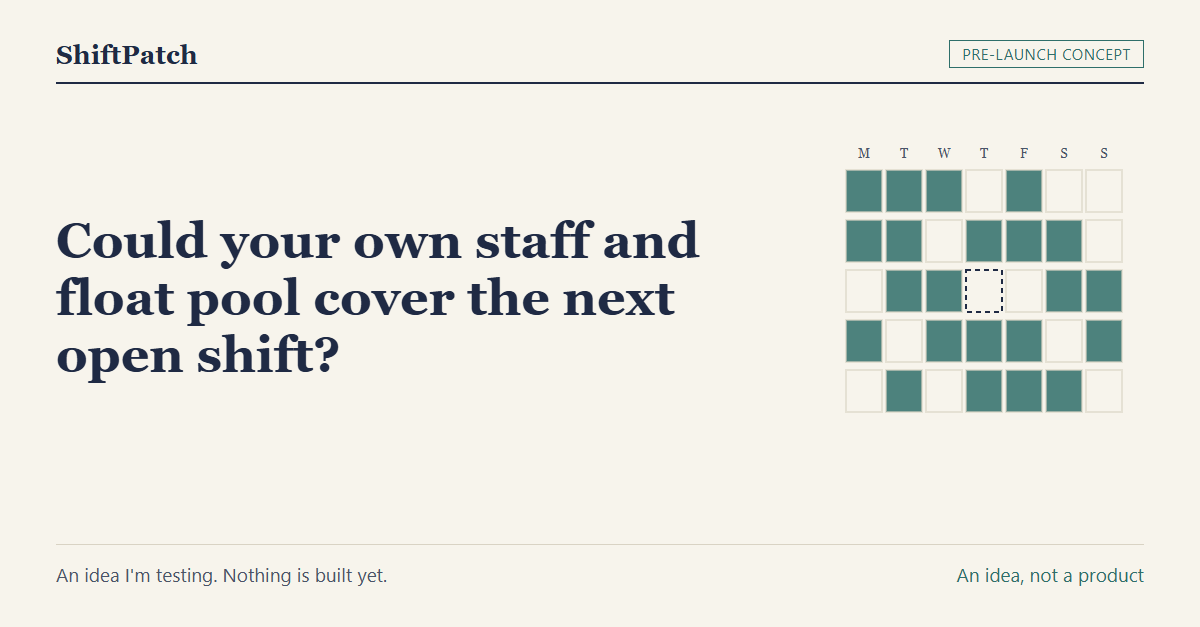 ShiftPatch
PRE-LAUNCH CONCEPT
M T W T F S S
Could your own staff and
float pool cover the next
open shift?
An idea I'm testing. Nothing is built yet.
An idea, not a product